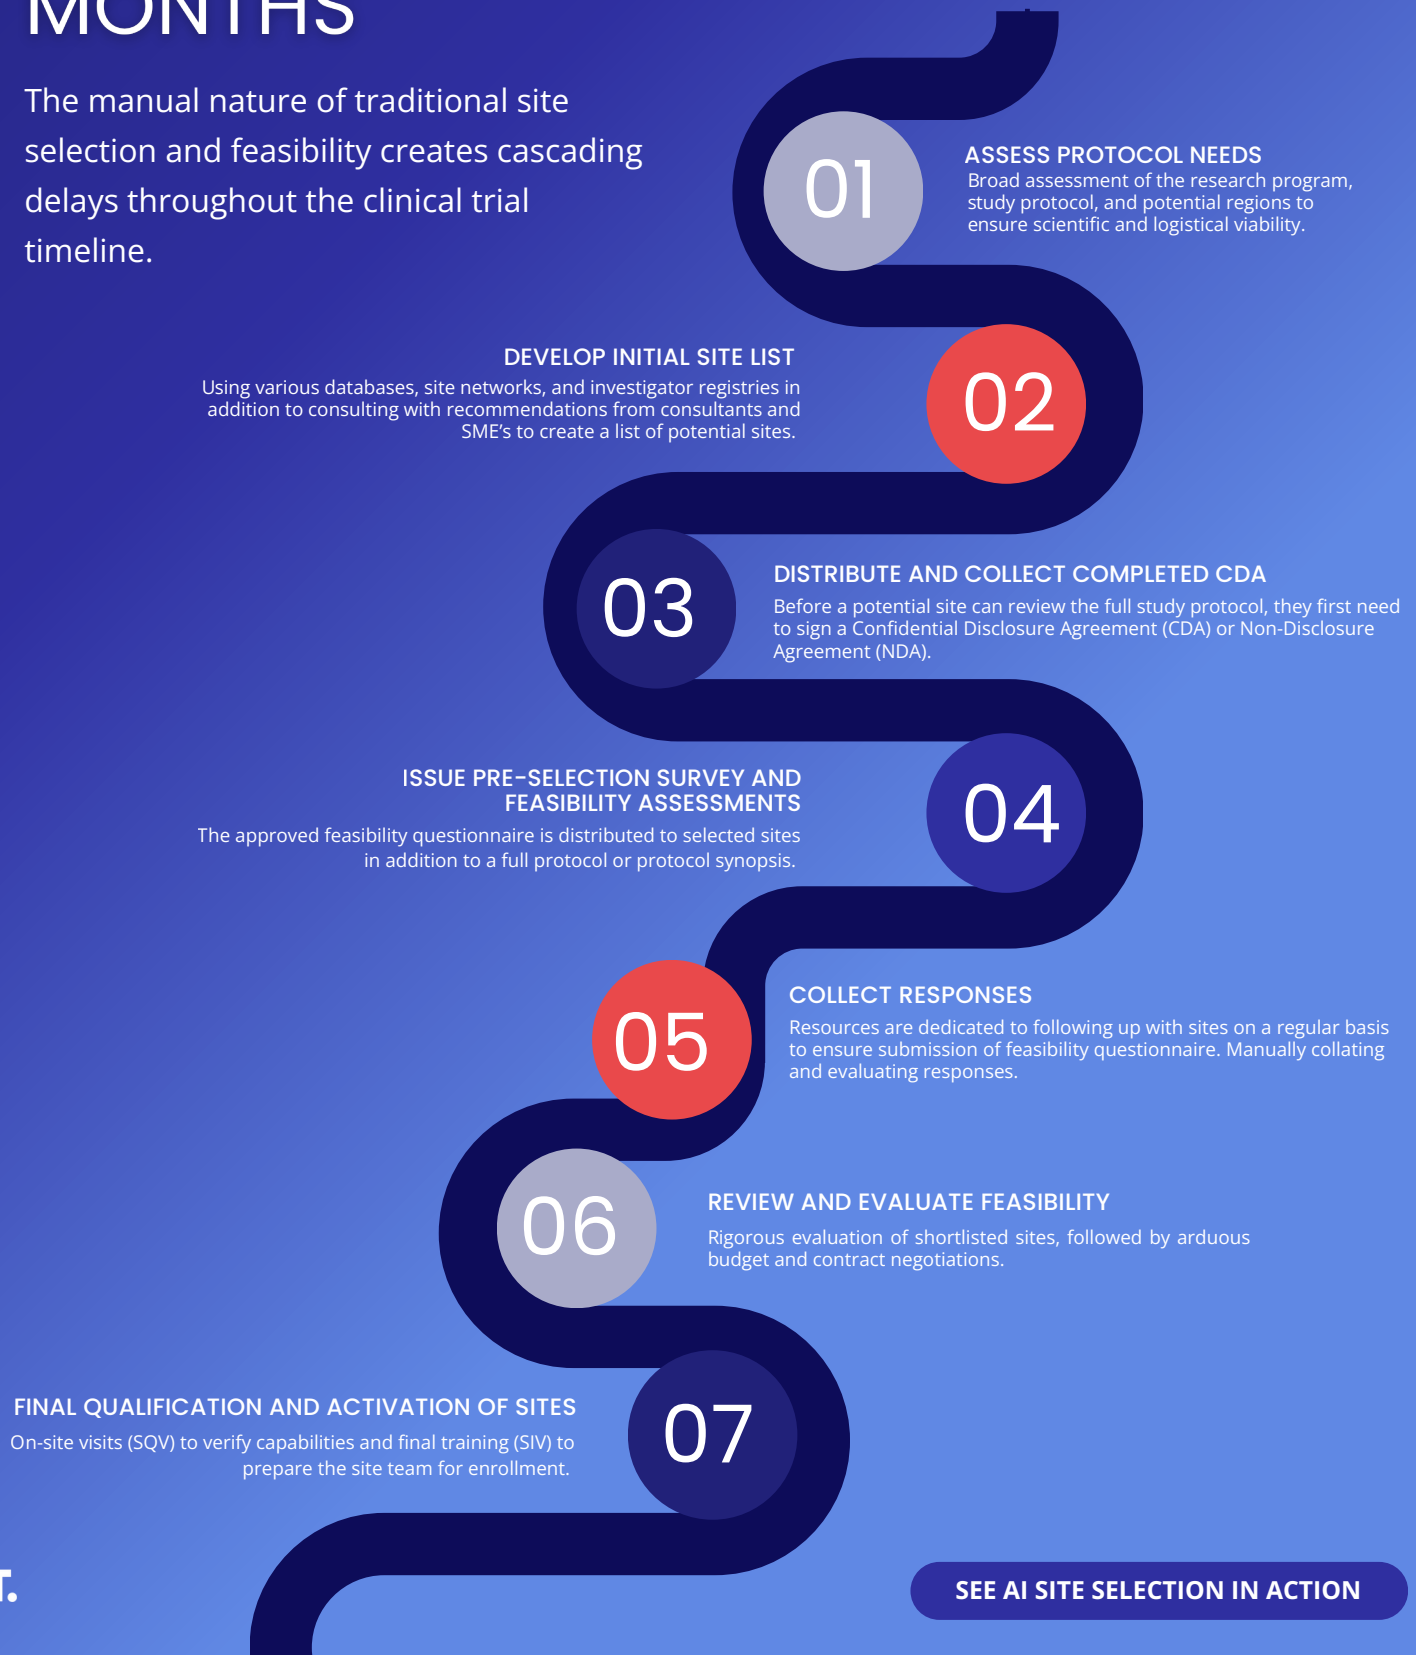 MONTHS
The manual nature of traditional site
selection and feasibility creates cascading
delays throughout the clinical trial
timeline.
01
ASSESS PROTOCOL NEEDS
Broad assessment of the research program,
study protocol, and potential regions to
ensure scientific and logistical viability.
DEVELOP INITIAL SITE LIST
Using various databases, site networks, and investigator registries in
addition to consulting with recommendations from consultants and
SME's to create a list of potential sites.
02
03
DISTRIBUTE AND COLLECT COMPLETED CDA
Before a potential site can review the full study protocol, they first need
to sign a Confidential Disclosure Agreement (CDA) or Non-Disclosure
Agreement (NDA).
ISSUE PRE-SELECTION SURVEY AND
FEASIBILITY ASSESSMENTS
The approved feasibility questionnaire is distributed to selected sites
in addition to a full protocol or protocol synopsis.
04
05
COLLECT RESPONSES
Resources are dedicated to following up with sites on a regular basis
to ensure submission of feasibility questionnaire. Manually collating
and evaluating responses.
06
REVIEW AND EVALUATE FEASIBILITY
Rigorous evaluation of shortlisted sites, followed by arduous
budget and contract negotiations.
FINAL QUALIFICATION AND ACTIVATION OF SITES
On-site visits (SQV) to verify capabilities and final training (SIV) to
prepare the site team for enrollment.
07
SEE AI SITE SELECTION IN ACTION